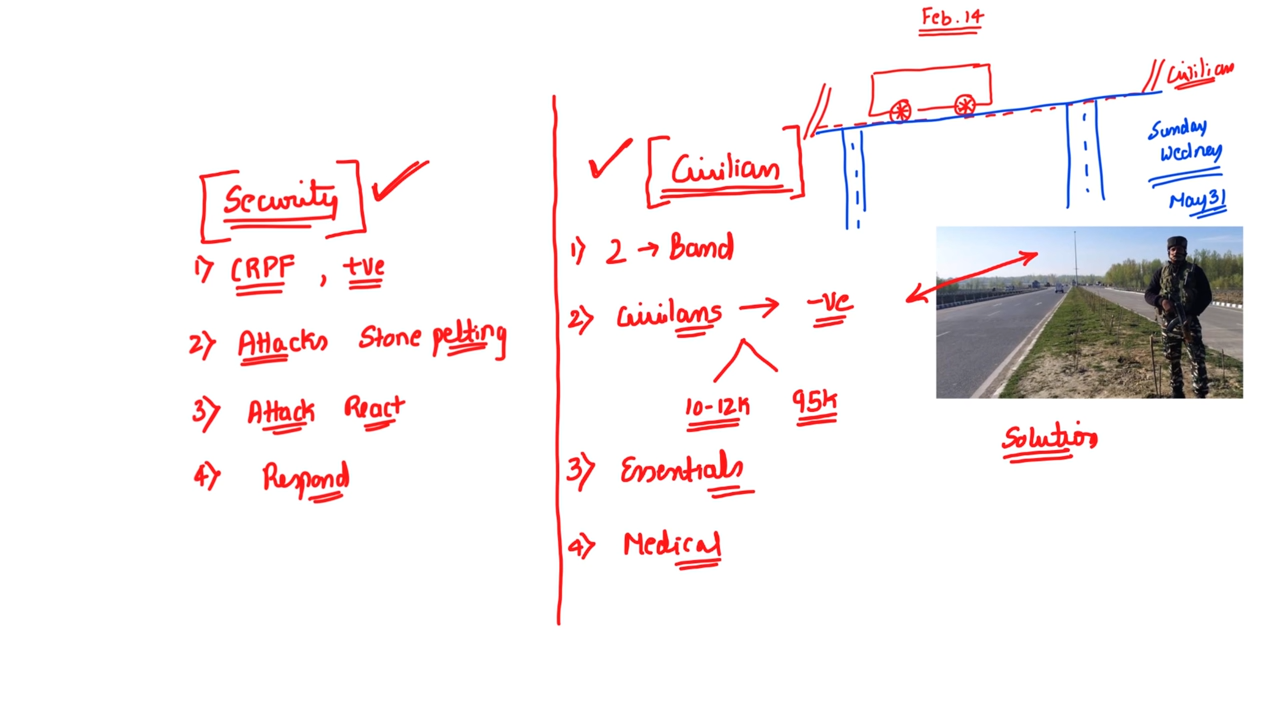 Feb. 14
Civilian
Sunday
Wedney
May 31
[Security]
1) CRPF , +ve
2) Attacks Stone pelting
3) Attack React
4) Respond
[Civilian]
1) 2 → Band
2) Civilans → -ve
10-12K 95K
3) Essentials
4) Medical
Solution